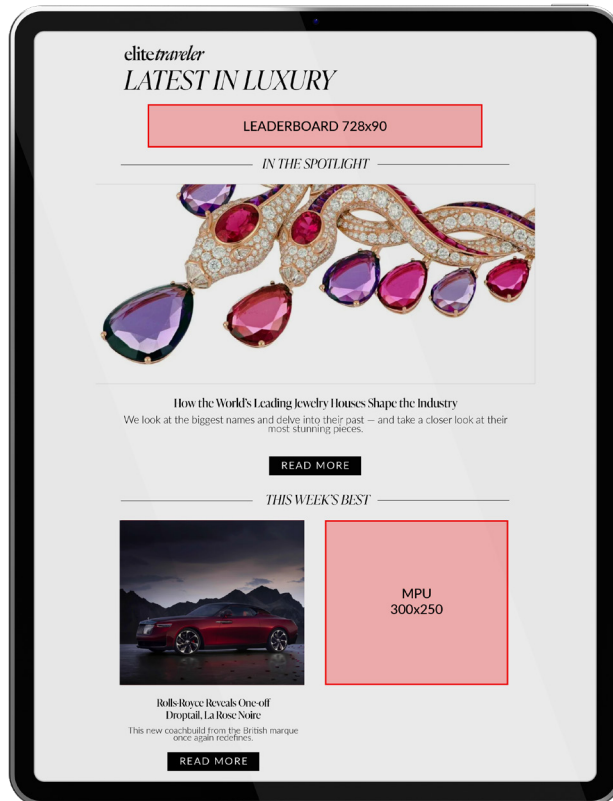 elitetraveler
LATEST IN LUXURY
LEADERBOARD 728x90
IN THE SPOTLIGHT
How the World's Leading Jewelry Houses Shape the Industry
We look at the biggest names and delve into their past — and take a closer look at their
most stunning pieces.
READ MORE
THIS WEEK'S BEST
MPU
300x250
Rolls-Royce Reveals One-off
Droptail, La Rose Noire
This new coachbuild from the British marque
once again redefines.
READ MORE